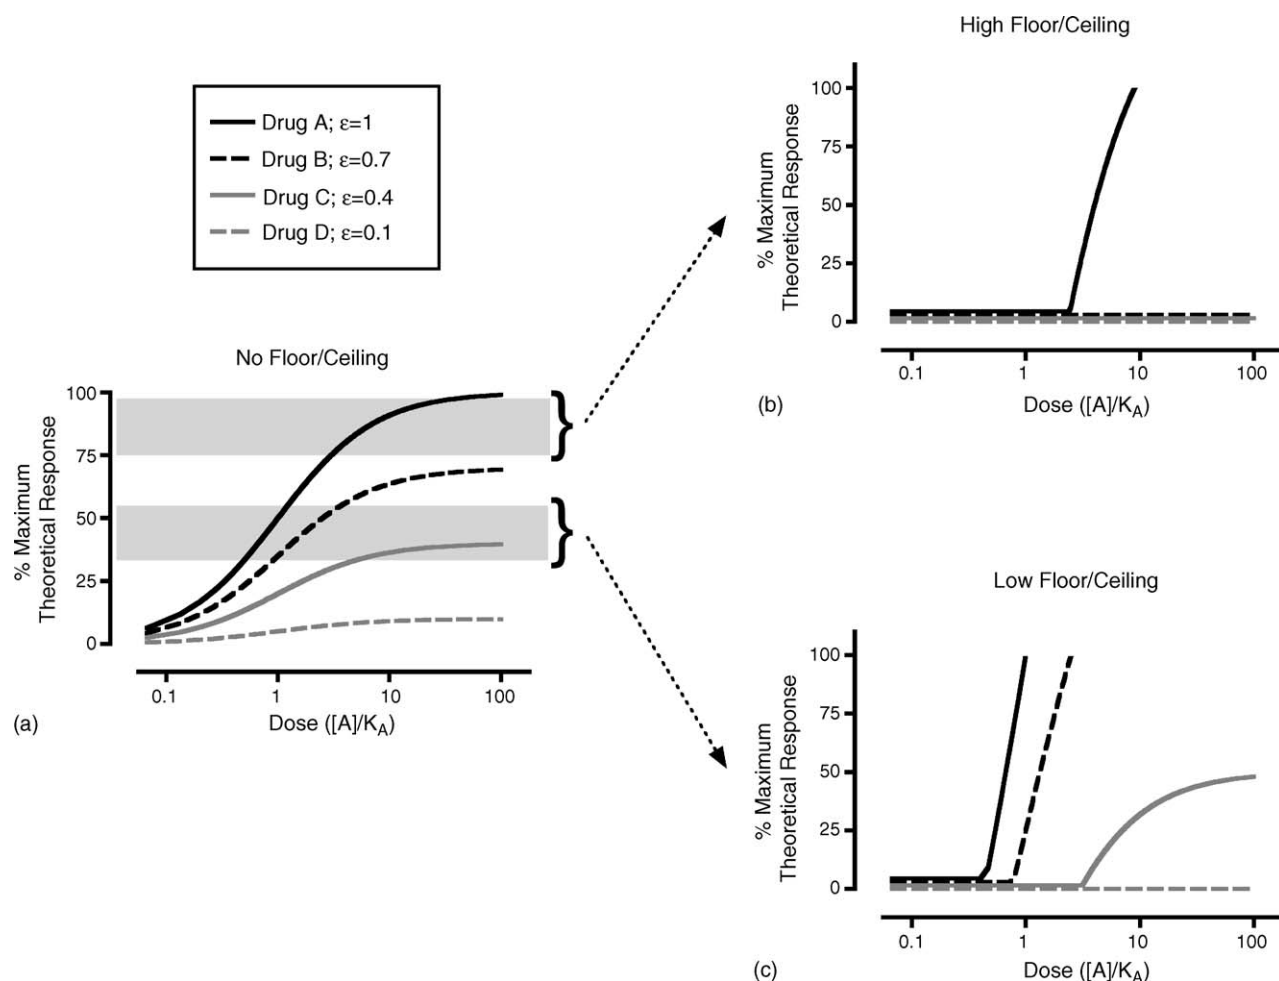 Drug A; ε=1
Drug B; ε=0.7
Drug C; ε=0.4
Drug D; ε=0.1
No Floor/Ceiling
% Maximum
Theoretical Response
100
75
50
25
0
0.1 1 10 100
Dose ([A]/K_A)
(a)
High Floor/Ceiling
% Maximum
Theoretical Response
100
75
50
25
0
0.1 1 10 100
Dose ([A]/K_A)
(b)
Low Floor/Ceiling
% Maximum
Theoretical Response
100
75
50
25
0
0.1 1 10 100
Dose ([A]/K_A)
(c)